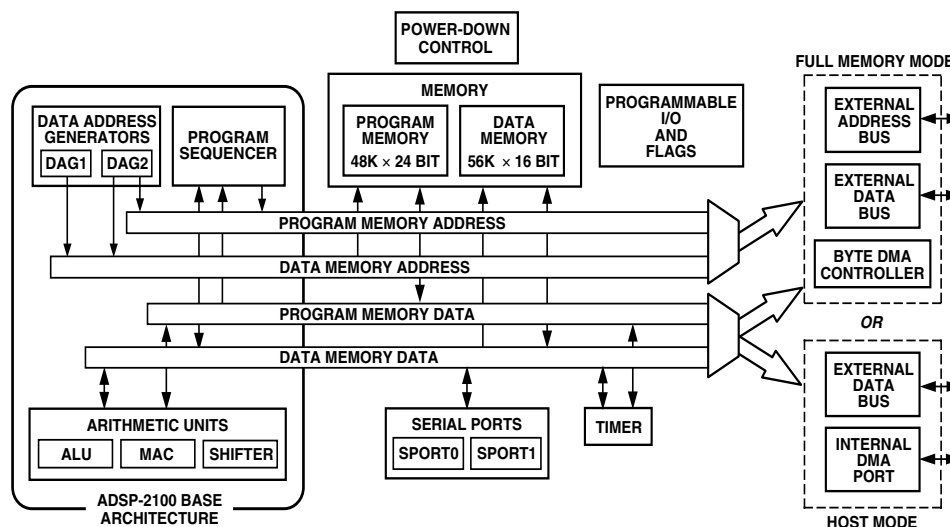 POWER-DOWN
CONTROL
FULL MEMORY MODE
MEMORY
PROGRAM
MEMORY
48K × 24 BIT
DATA
MEMORY
56K × 16 BIT
PROGRAMMABLE
I/O
AND
FLAGS
EXTERNAL
ADDRESS
BUS
EXTERNAL
DATA
BUS
BYTE DMA
CONTROLLER
DATA ADDRESS
GENERATORS
DAG1
DAG2
PROGRAM
SEQUENCER
PROGRAM MEMORY ADDRESS
DATA MEMORY ADDRESS
PROGRAM MEMORY DATA
DATA MEMORY DATA
OR
EXTERNAL
DATA
BUS
INTERNAL
DMA
PORT
HOST MODE
ARITHMETIC UNITS
ALU
MAC
SHIFTER
SERIAL PORTS
SPORT0
SPORT1
TIMER
ADSP-2100 BASE
ARCHITECTURE